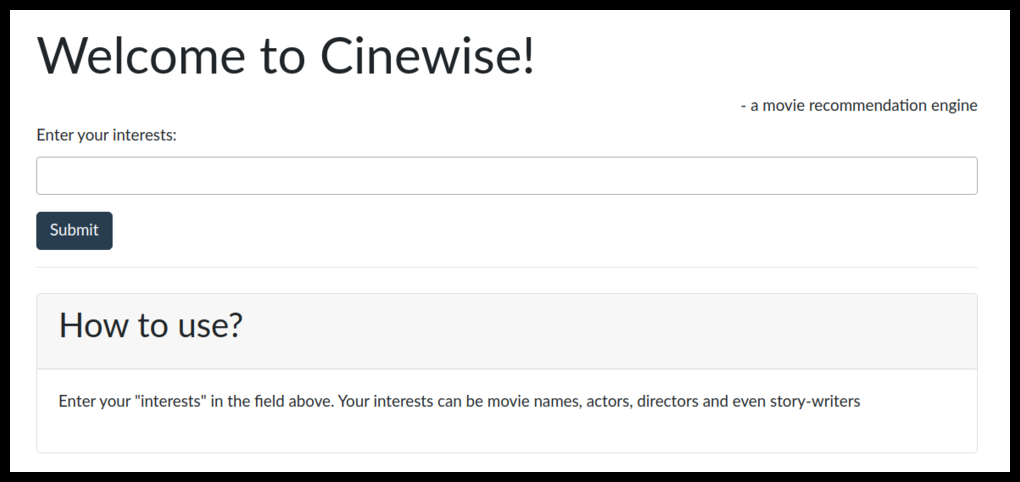 Welcome to Cinewise!
- a movie recommendation engine
Enter your interests:
Submit
How to use?
Enter your "interests" in the field above. Your interests can be movie names, actors, directors and even story-writers